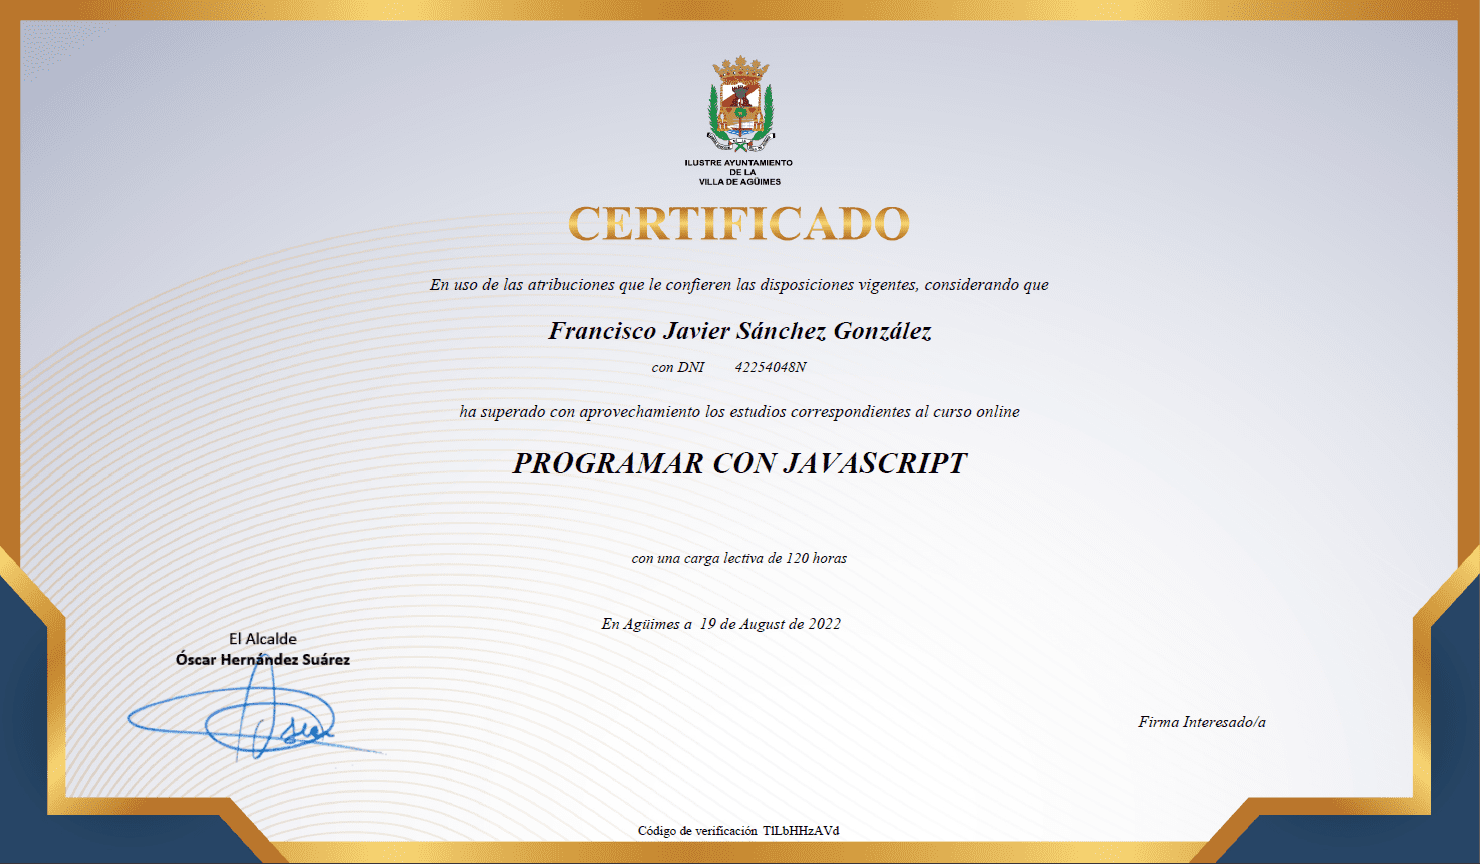 ILUSTRE AYUNTAMIENTO
DE LA
VILLA DE AGÜIMES
CERTIFICADO
En uso de las atribuciones que le confieren las disposiciones vigentes, considerando que
Francisco Javier Sánchez González
con DNI 42254048N
ha superado con aprovechamiento los estudios correspondientes al curso online
PROGRAMAR CON JAVASCRIPT
con una carga lectiva de 120 horas
En Agüimes a 19 de August de 2022
El Alcalde
Óscar Hernández Suárez
Firma Interesado/a
Código de verificación TlLbHHzAVd